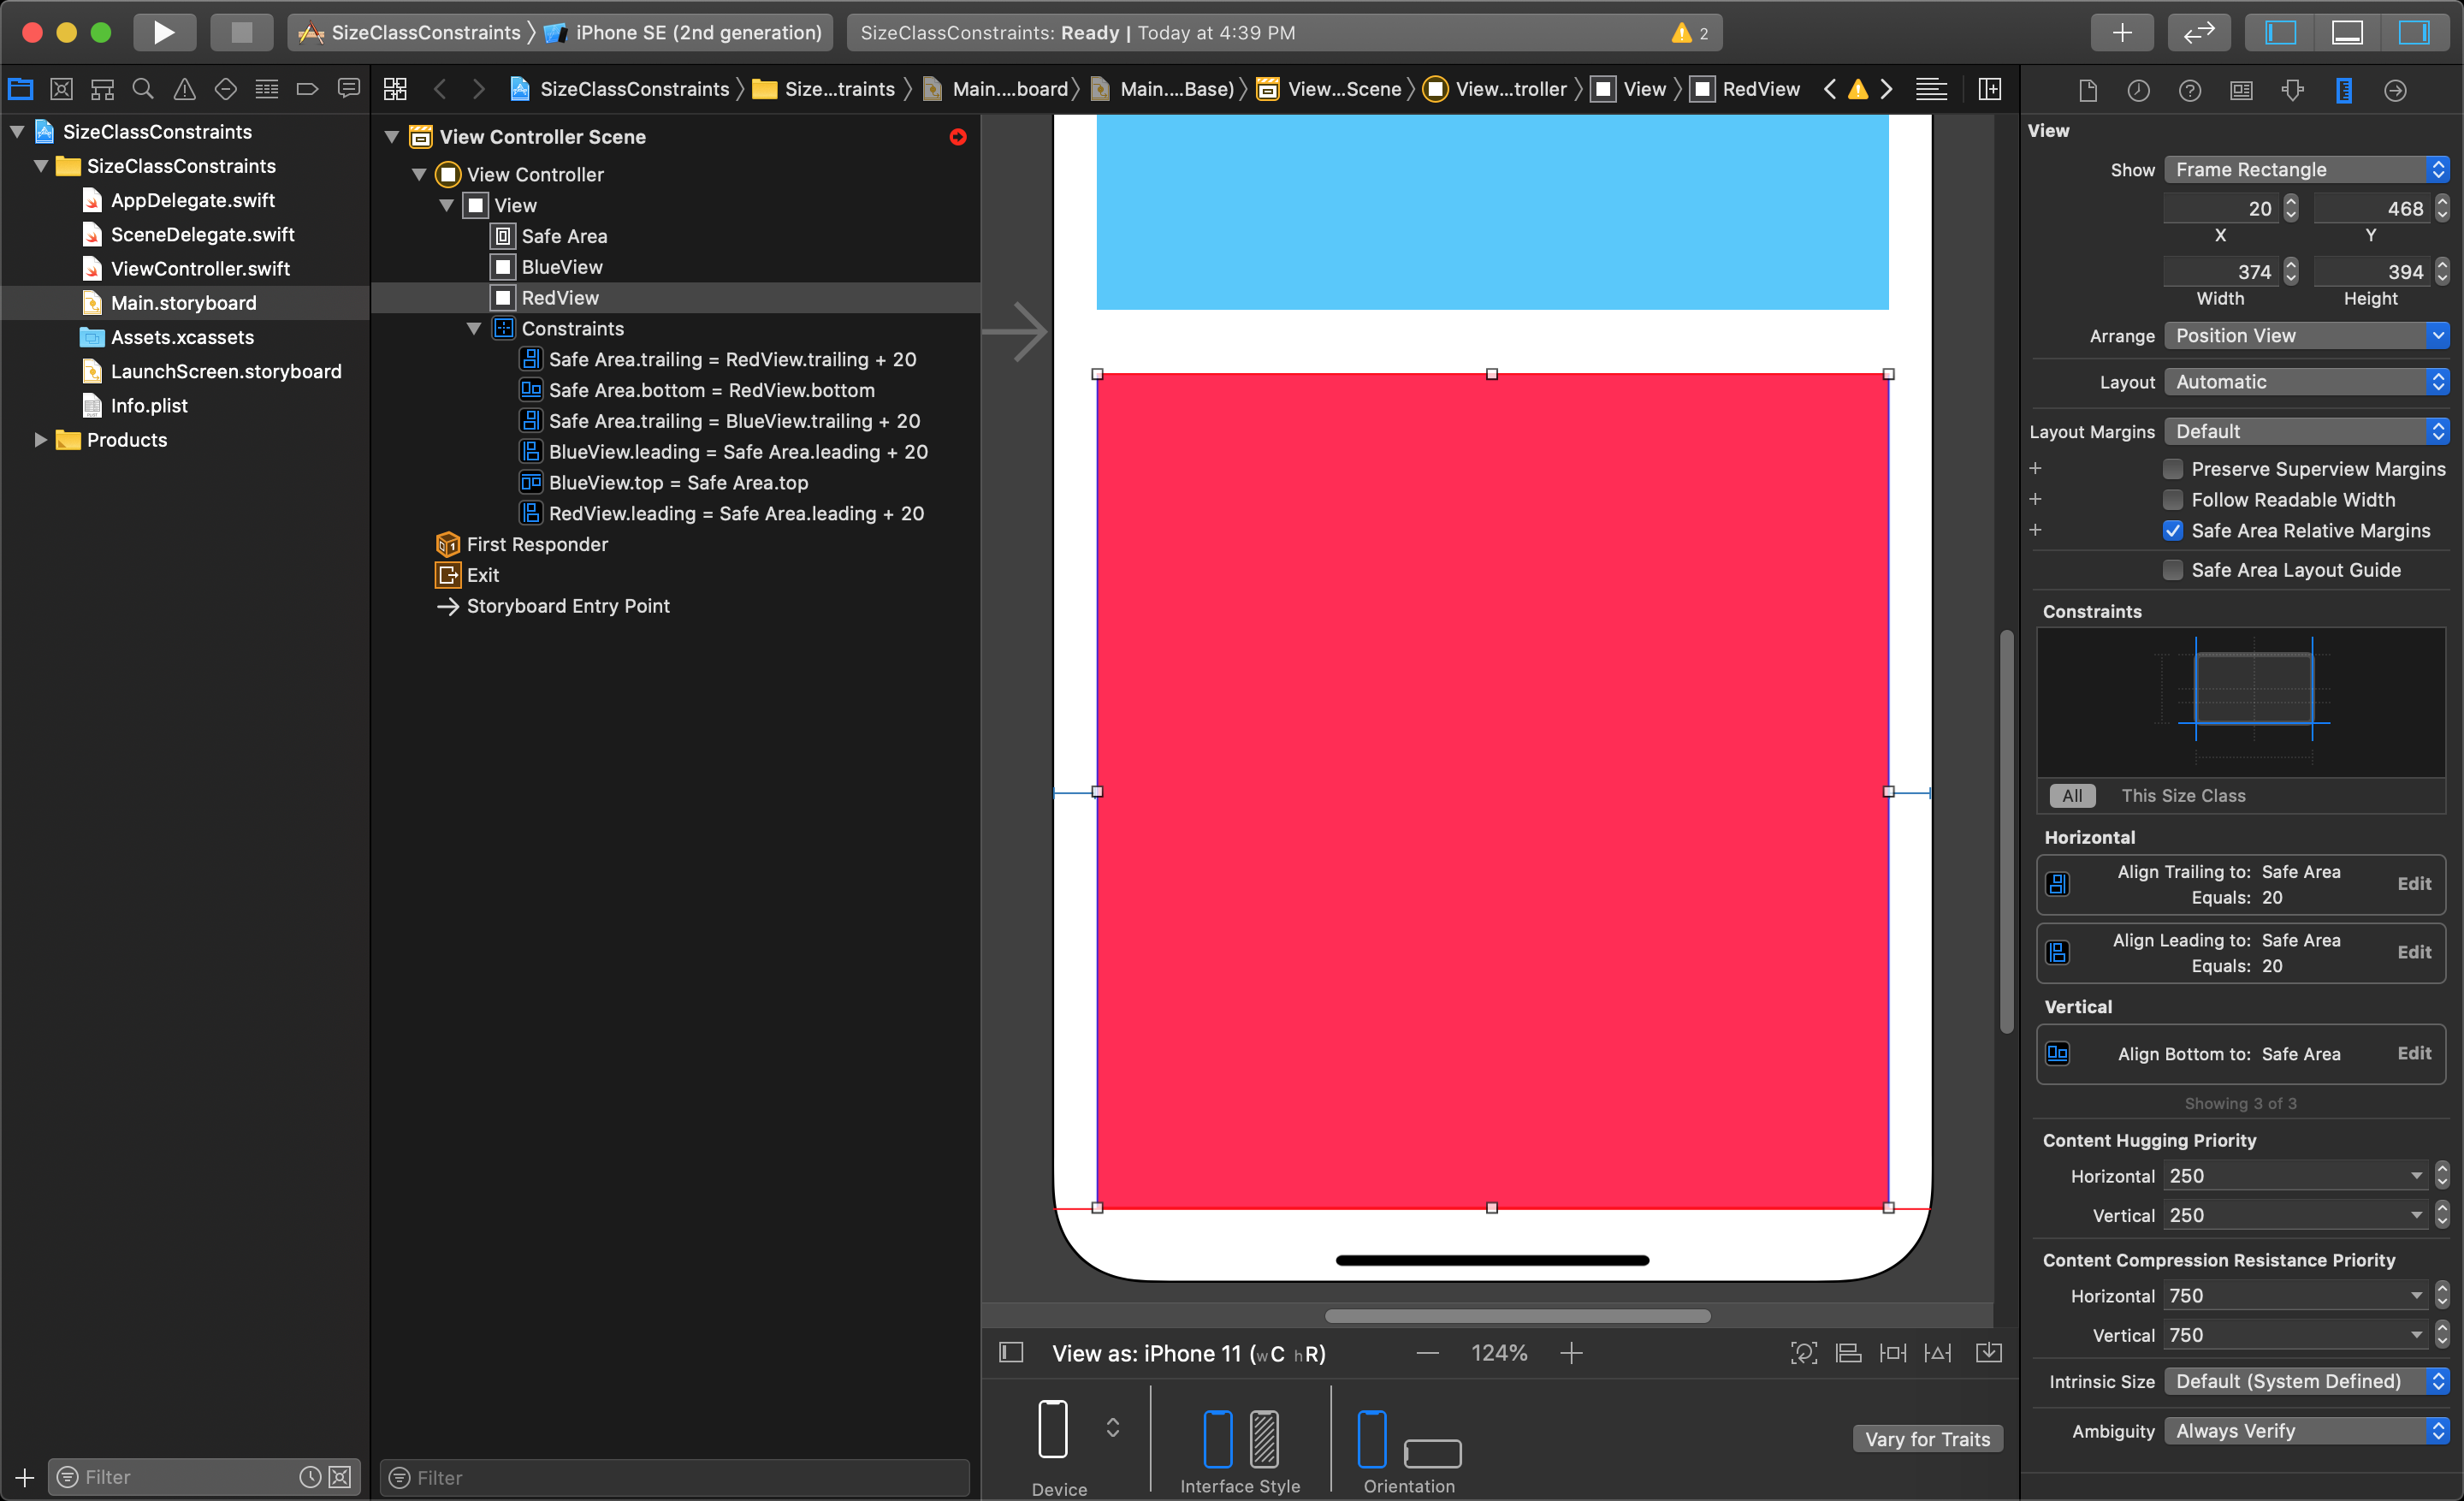 SizeClassConstraints 〉 iPhone SE (2nd generation)
SizeClassConstraints: Ready | Today at 4:39 PM
2
SizeClassConstraints 〉 Size...traints 〉 Main....board 〉 Main....Base) 〉 View...Scene 〉 View...troller 〉 View 〉 RedView
SizeClassConstraints
SizeClassConstraints
AppDelegate.swift
SceneDelegate.swift
ViewController.swift
Main.storyboard
Assets.xcassets
LaunchScreen.storyboard
Info.plist
Products
Filter
View Controller Scene
View Controller
View
Safe Area
BlueView
RedView
Constraints
Safe Area.trailing = RedView.trailing + 20
Safe Area.bottom = RedView.bottom
Safe Area.trailing = BlueView.trailing + 20
BlueView.leading = Safe Area.leading + 20
BlueView.top = Safe Area.top
RedView.leading = Safe Area.leading + 20
First Responder
Exit
Storyboard Entry Point
Filter
View as: iPhone 11 (wC hR)
124%
Device
Interface Style
Orientation
Vary for Traits
View
Show Frame Rectangle
20 468
X Y
374 394
Width Height
Arrange Position View
Layout Automatic
Layout Margins Default
Preserve Superview Margins
Follow Readable Width
Safe Area Relative Margins
Safe Area Layout Guide
Constraints
All This Size Class
Horizontal
Align Trailing to: Safe Area
Equals: 20
Edit
Align Leading to: Safe Area
Equals: 20
Edit
Vertical
Align Bottom to: Safe Area
Edit
Showing 3 of 3
Content Hugging Priority
Horizontal 250
Vertical 250
Content Compression Resistance Priority
Horizontal 750
Vertical 750
Intrinsic Size Default (System Defined)
Ambiguity Always Verify